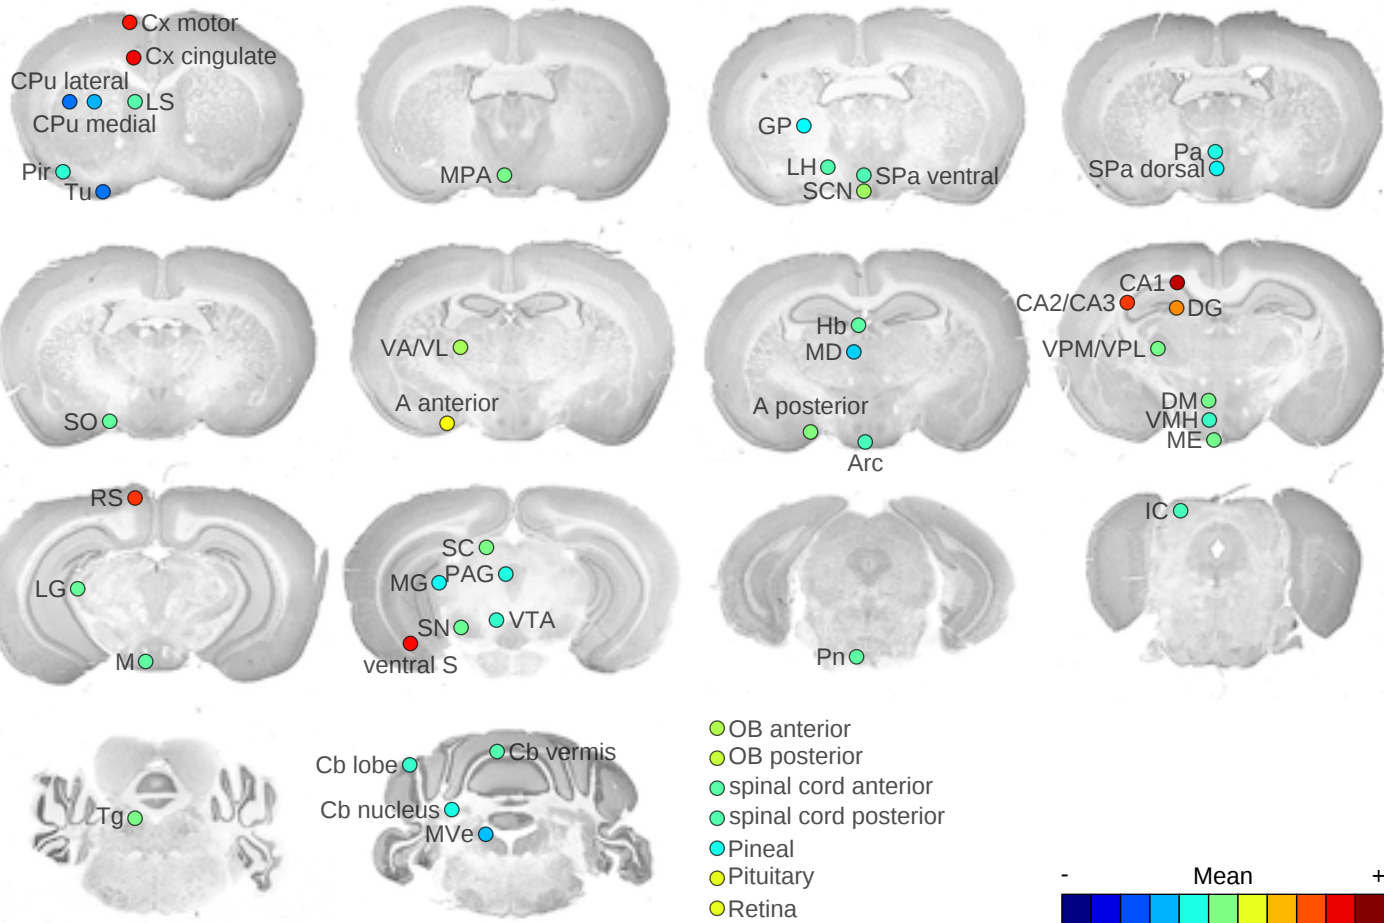 Cx motor
Cx cingulate
CPu lateral
LS
CPu medial
Pir
Tu
MPA
GP
LH
SPa ventral
SCN
Pa
SPa dorsal
SO
VA/VL
A anterior
Hb
MD
A posterior
Arc
CA1
CA2/CA3
DG
VPM/VPL
DM
VMH
ME
RS
LG
M
SC
MG
PAG
SN
VTA
ventral S
Pn
IC
Tg
Cb lobe
Cb vermis
Cb nucleus
MVe
OB anterior
OB posterior
spinal cord anterior
spinal cord posterior
Pineal
Pituitary
Retina
- Mean +